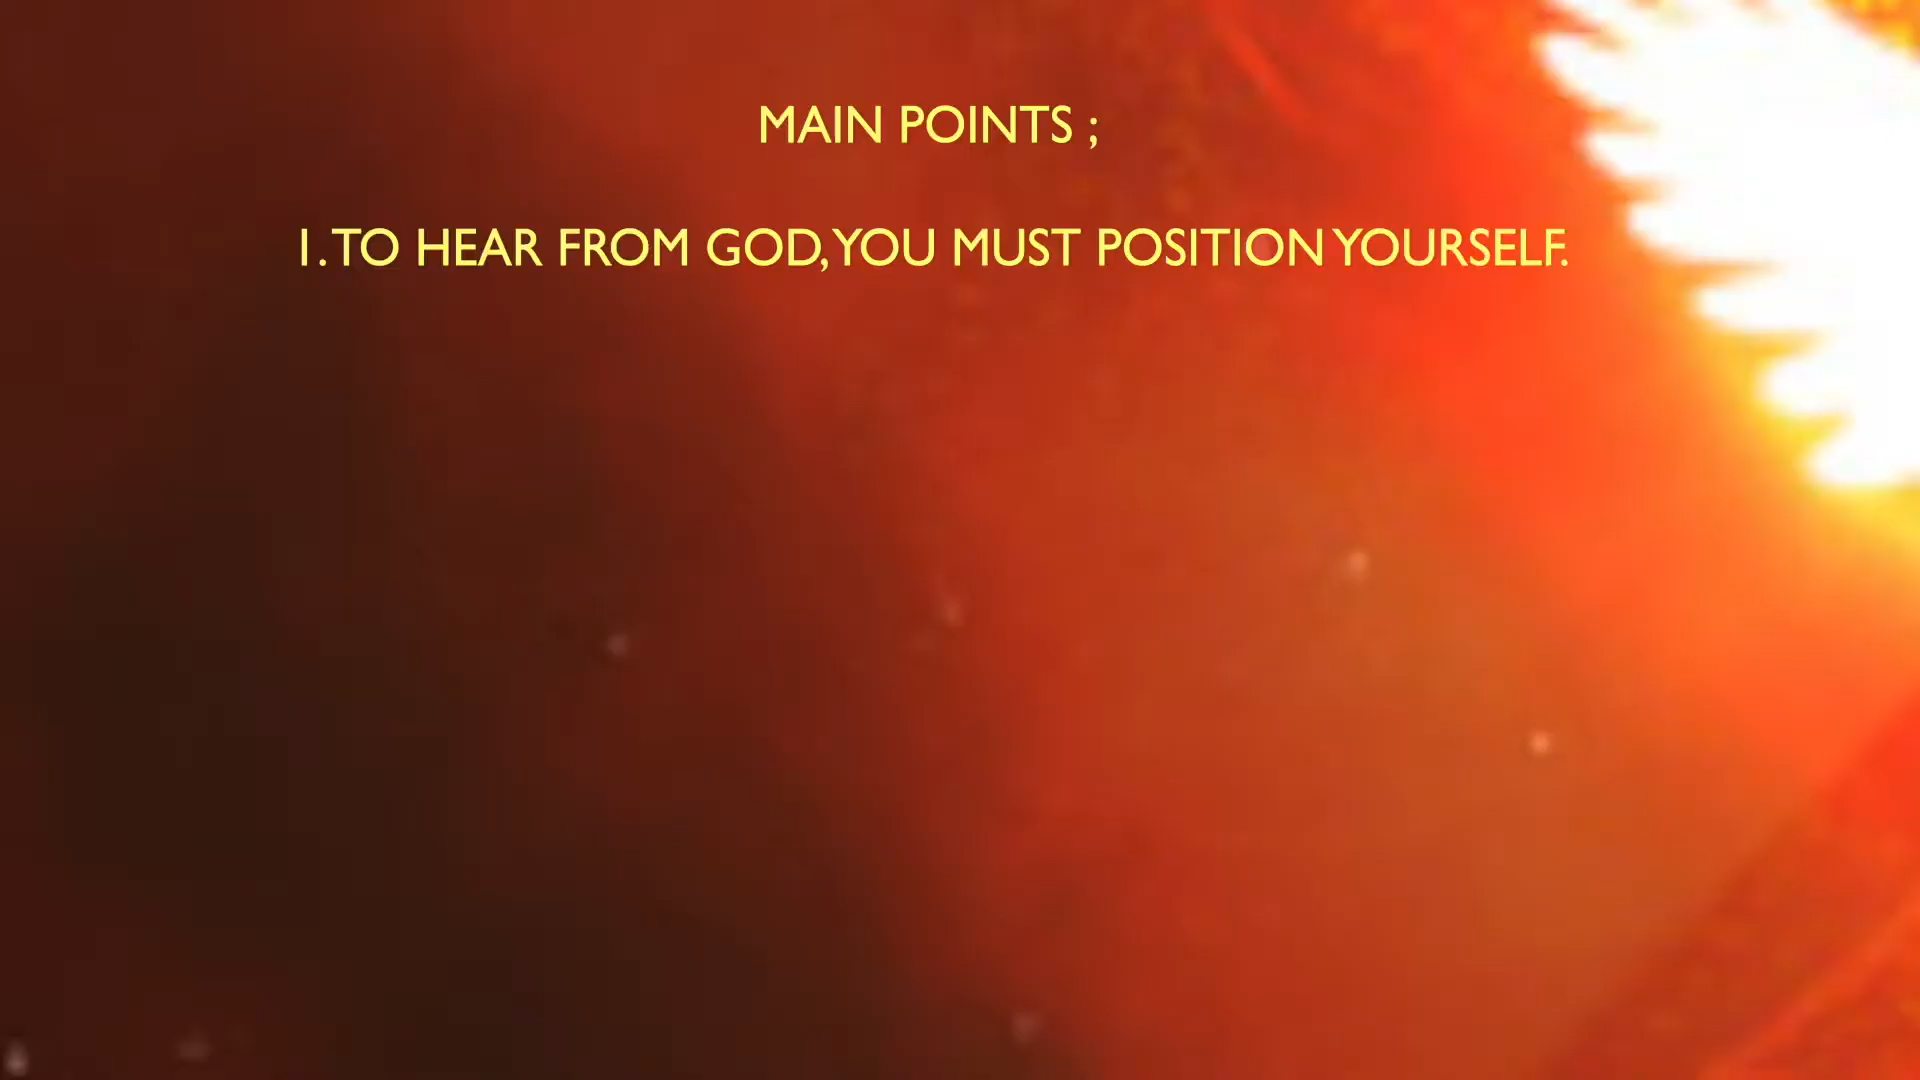 MAIN POINTS ;
1. TO HEAR FROM GOD, YOU MUST POSITION YOURSELF.